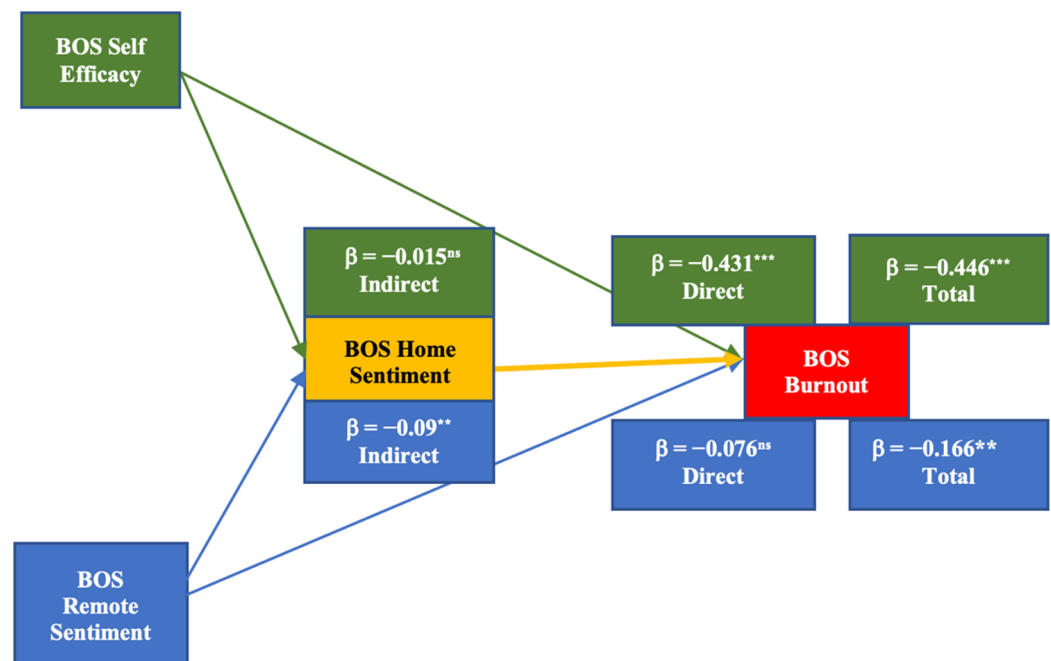 BOS Self
Efficacy
β = −0.015ⁿˢ
Indirect
β = −0.431***
Direct
β = −0.446***
Total
BOS Home
Sentiment
BOS
Burnout
β = −0.09**
Indirect
β = −0.076ⁿˢ
Direct
β = −0.166**
Total
BOS
Remote
Sentiment